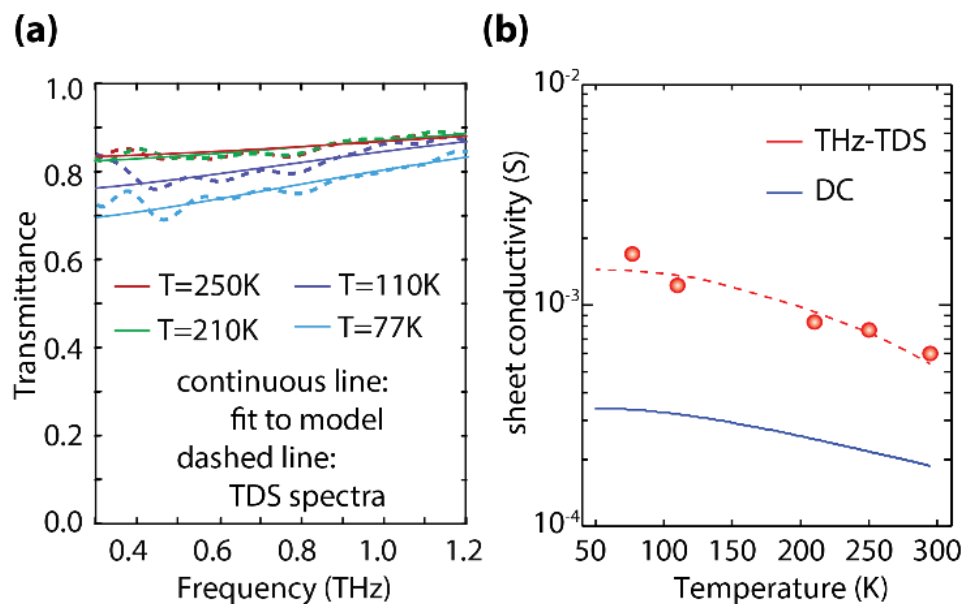 (a)
Transmittance
1.0
0.8
0.6
0.4
0.2
0.0
T=250K
T=110K
T=210K
T=77K
continuous line:
fit to model
dashed line:
TDS spectra
0.4
0.6
0.8
1.0
1.2
Frequency (THz)
(b)
sheet conductivity (S)
10⁻²
10⁻³
10⁻⁴
THz-TDS
DC
50
100
150
200
250
300
Temperature (K)